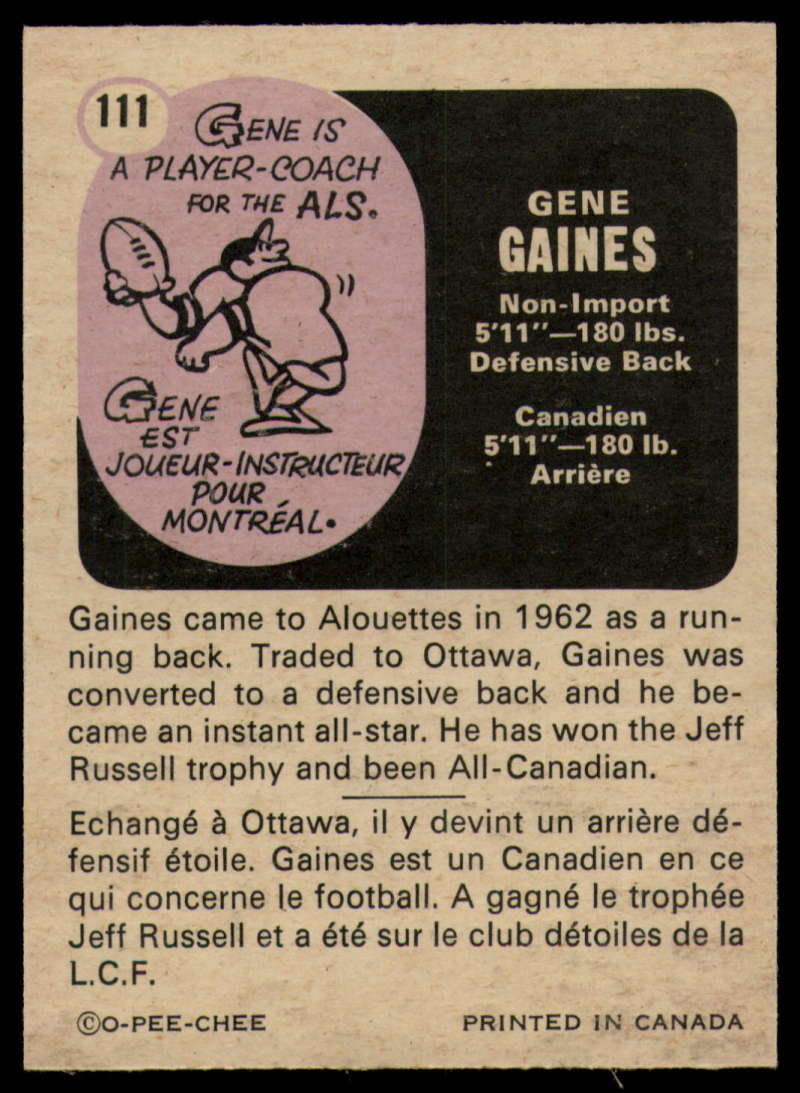 111
GENE IS
A PLAYER-COACH
FOR THE ALS.
GENE
EST
JOUEUR-INSTRUCTEUR
POUR
MONTRÉAL.
GENE
GAINES
Non-Import
5'11"—180 lbs.
Defensive Back
Canadien
5'11"—180 lb.
Arrière
Gaines came to Alouettes in 1962 as a run-
ning back. Traded to Ottawa, Gaines was
converted to a defensive back and he be-
came an instant all-star. He has won the Jeff
Russell trophy and been All-Canadian.
Echangé à Ottawa, il y devint un arrière dé-
fensif étoile. Gaines est un Canadien en ce
qui concerne le football. A gagné le trophée
Jeff Russell et a été sur le club détoiles de la
L.C.F.
©O-PEE-CHEE
PRINTED IN CANADA